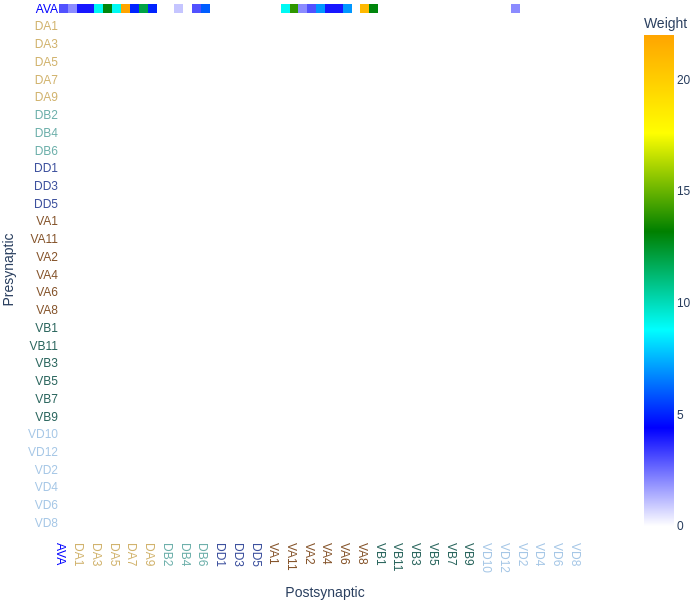 Weight
AVA
DA1
DA3
DA5
DA7
DA9
DB2
DB4
DB6
DD1
DD3
DD5
VA1
VA11
VA2
VA4
VA6
VA8
VB1
VB11
VB3
VB5
VB7
VB9
VD10
VD12
VD2
VD4
VD6
VD8
Presynaptic
20
15
10
5
0
AVA DA1 DA3 DA5 DA7 DA9 DB2 DB4 DB6 DD1 DD3 DD5 VA1 VA11 VA2 VA4 VA6 VA8 VB1 VB11 VB3 VB5 VB7 VB9 VD10 VD12 VD2 VD4 VD6 VD8
Postsynaptic